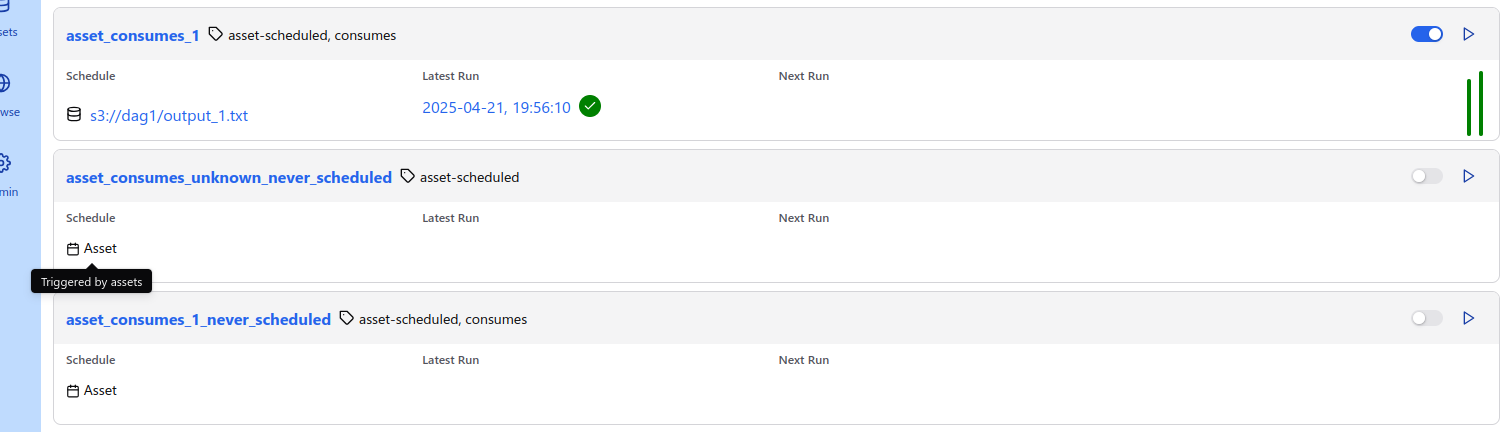 sets
wse
min
asset_consumes_1 asset-scheduled, consumes
Schedule Latest Run Next Run
s3://dag1/output_1.txt 2025-04-21, 19:56:10
asset_consumes_unknown_never_scheduled asset-scheduled
Schedule Latest Run Next Run
Asset
Triggered by assets
asset_consumes_1_never_scheduled asset-scheduled, consumes
Schedule Latest Run Next Run
Asset